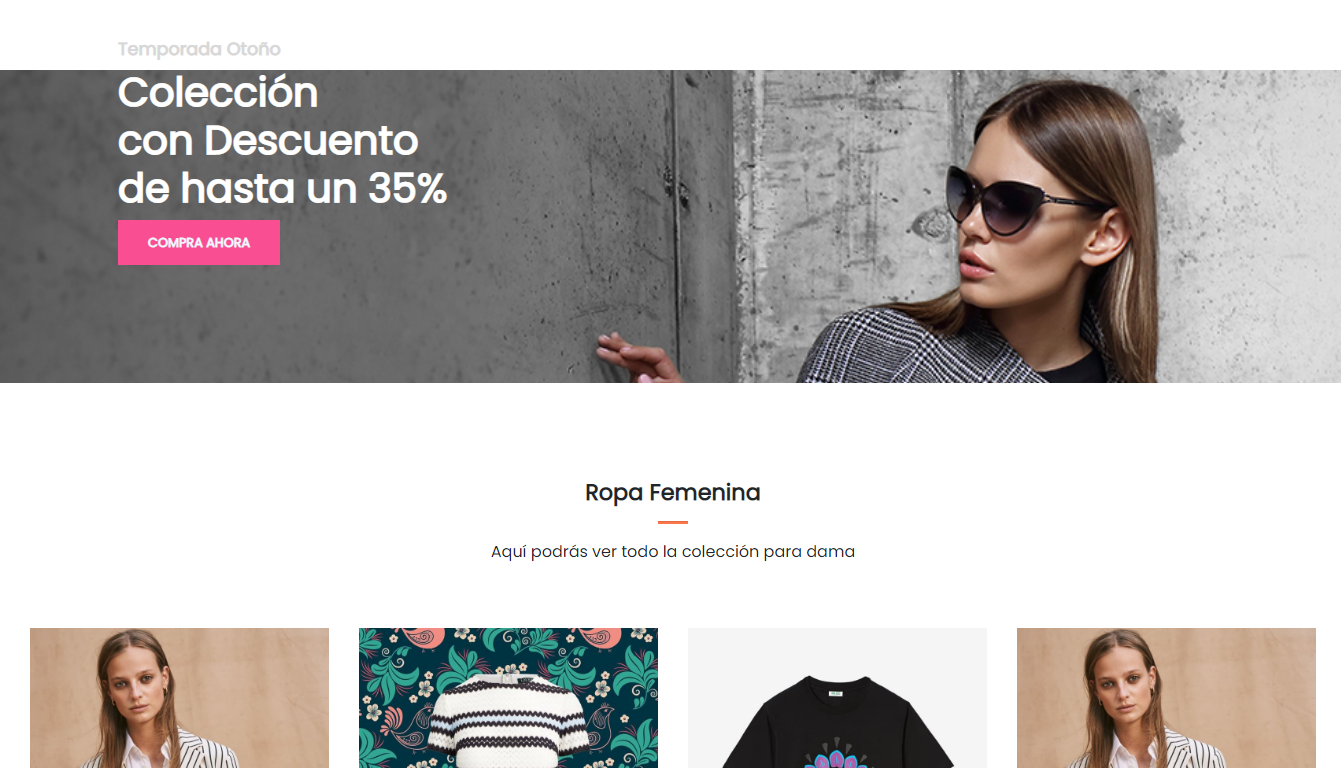 Temporada Otoño
Colección
con Descuento
de hasta un 35%
COMPRA AHORA
Ropa Femenina
Aquí podrás ver todo la colección para dama